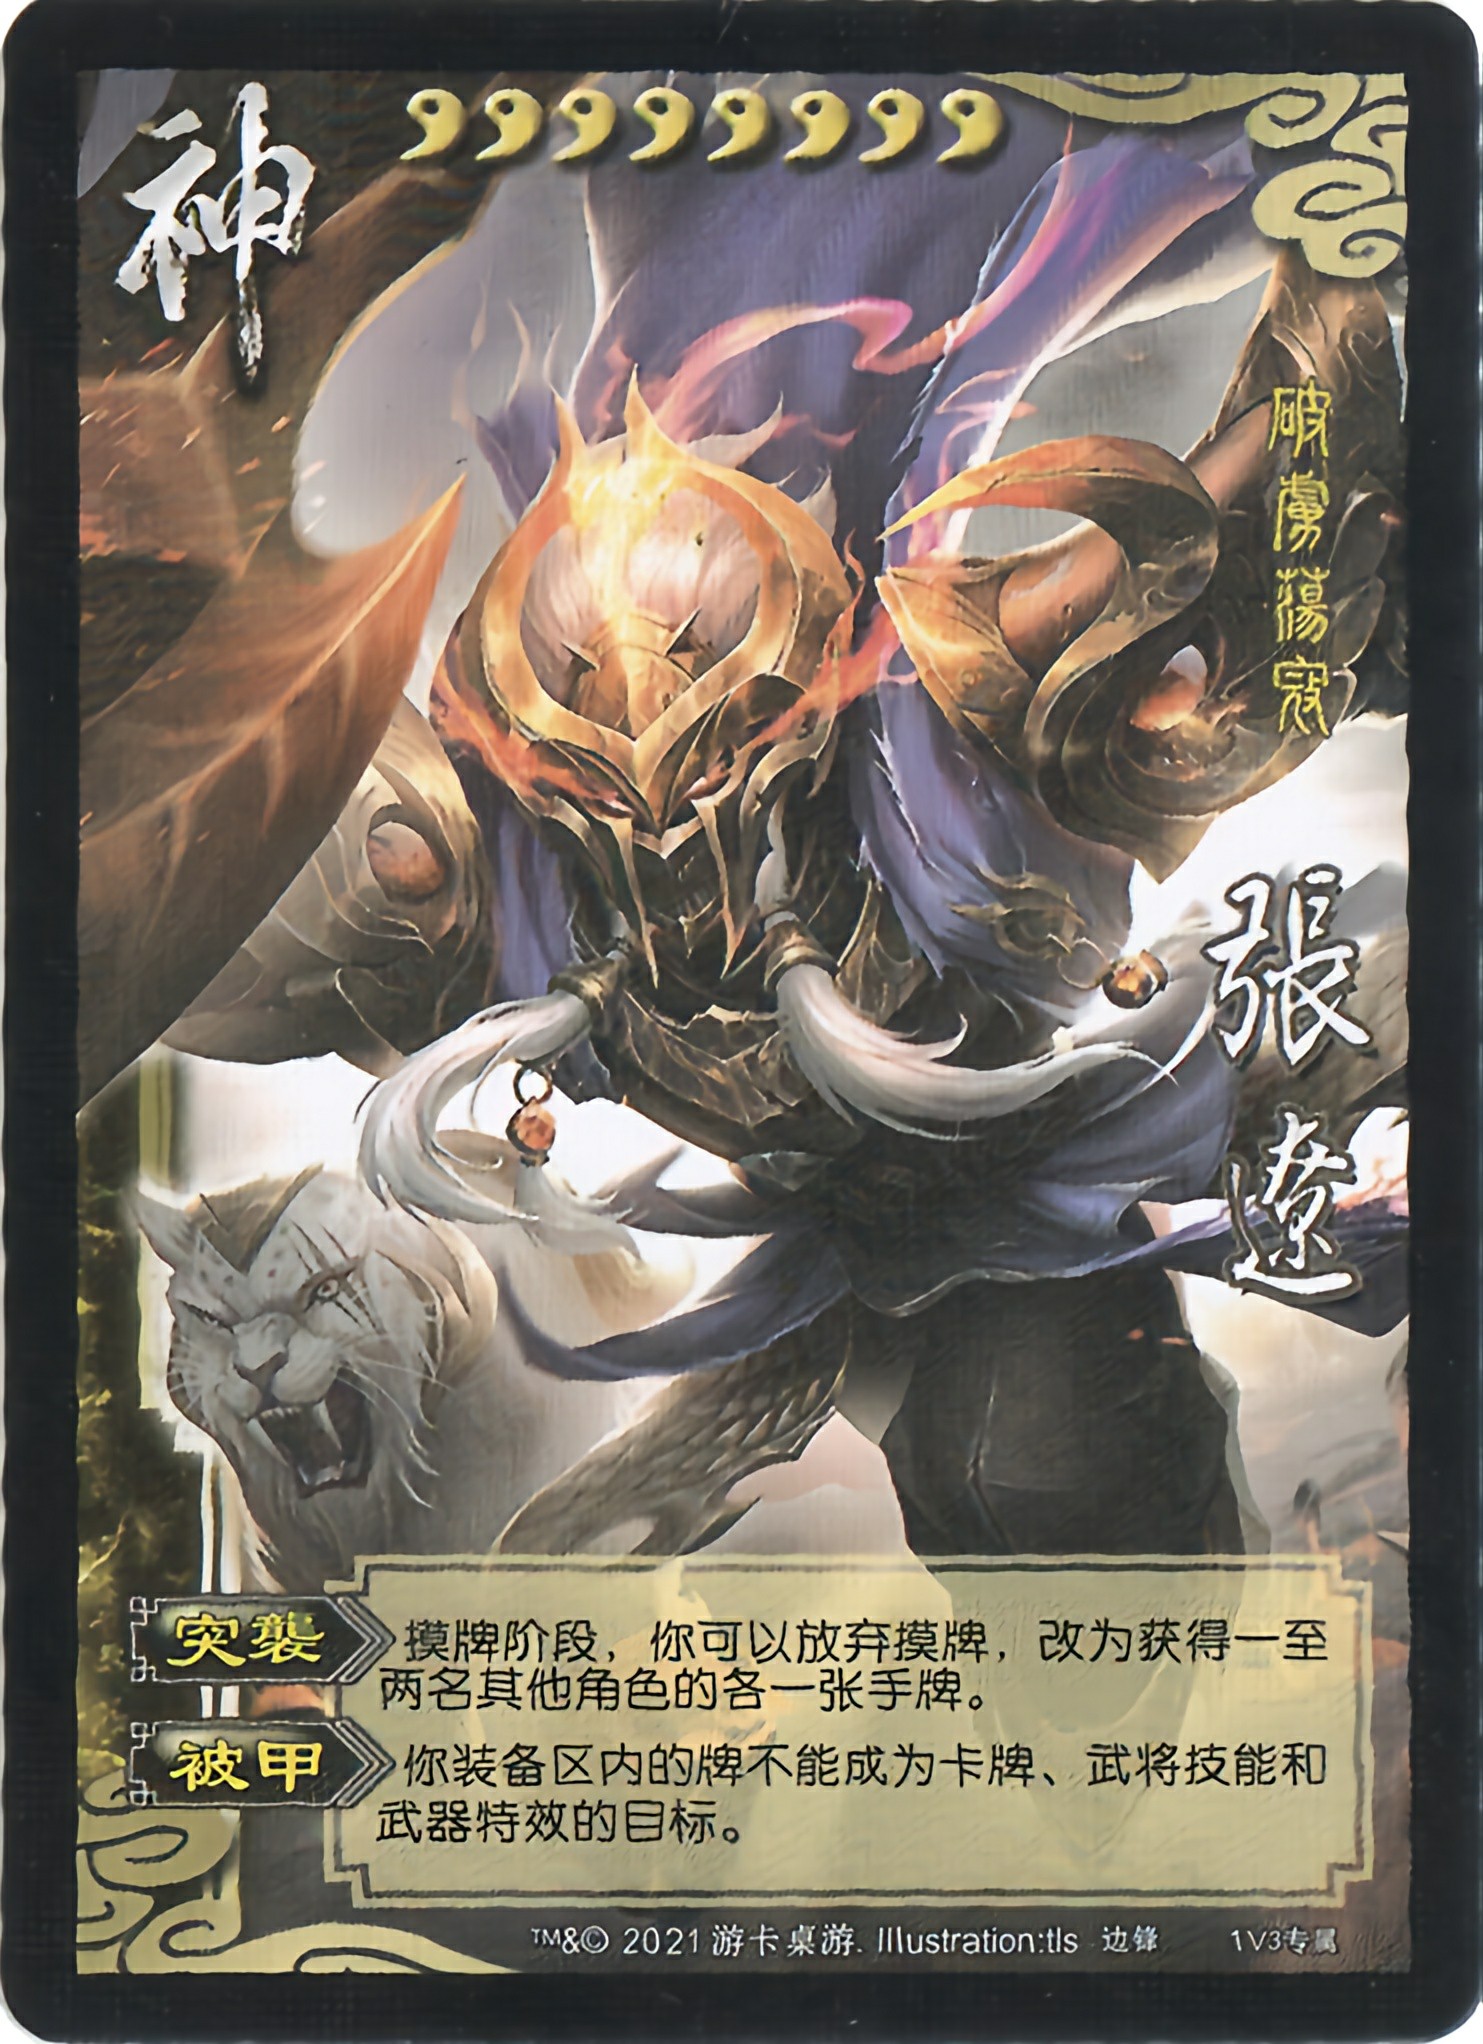 神
破虜蕩寇
張遼
突襲
摸牌阶段，你可以放弃摸牌，改为获得一至
两名其他角色的各一张手牌。
被甲
你装备区内的牌不能成为卡牌、武将技能和
武器特效的目标。
™&© 2021 游卡桌游. Illustration:tls 边锋 1V3专属